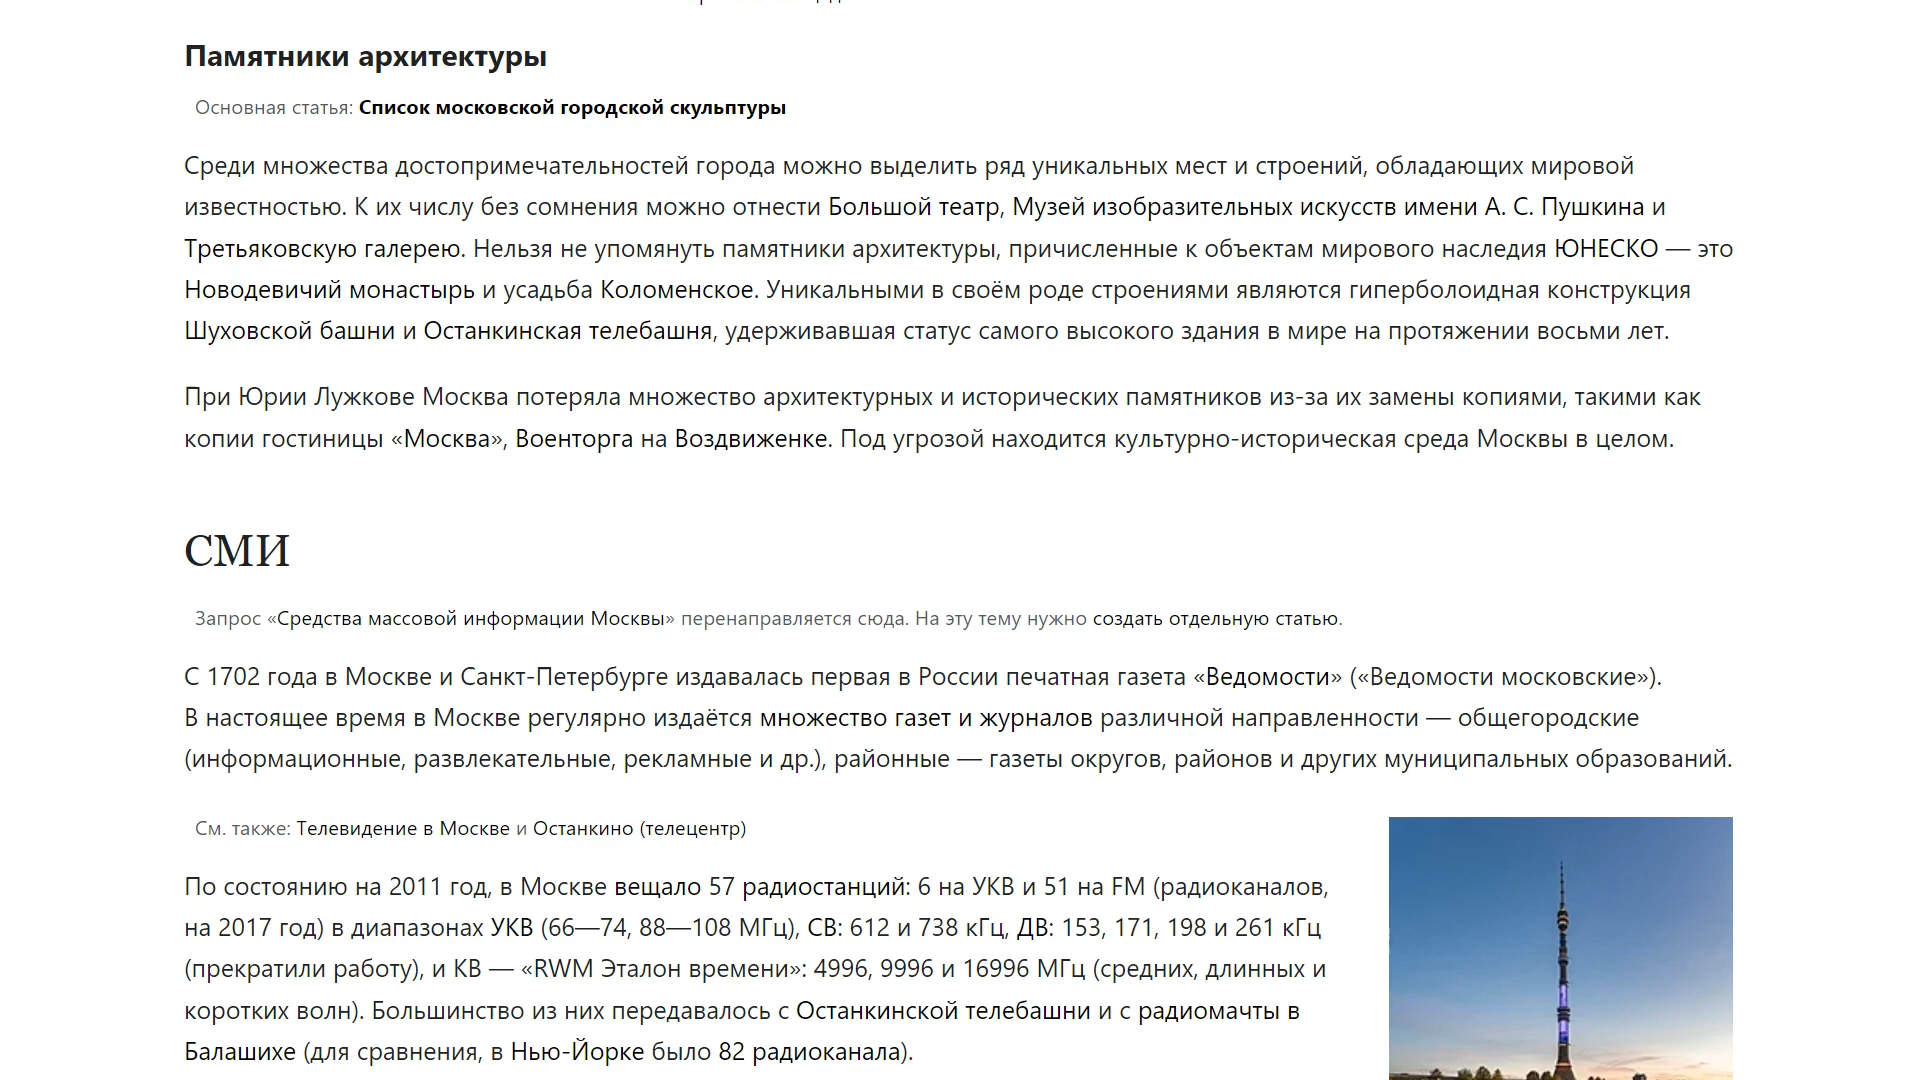 Памятники архитектуры
Основная статья: Список московской городской скульптуры
Среди множества достопримечательностей города можно выделить ряд уникальных мест и строений, обладающих мировой
известностью. К их числу без сомнения можно отнести Большой театр, Музей изобразительных искусств имени А. С. Пушкина и
Третьяковскую галерею. Нельзя не упомянуть памятники архитектуры, причисленные к объектам мирового наследия ЮНЕСКО — это
Новодевичий монастырь и усадьба Коломенское. Уникальными в своём роде строениями являются гиперболоидная конструкция
Шуховской башни и Останкинская телебашня, удерживавшая статус самого высокого здания в мире на протяжении восьми лет.
При Юрии Лужкове Москва потеряла множество архитектурных и исторических памятников из-за их замены копиями, такими как
копии гостиницы «Москва», Военторга на Воздвиженке. Под угрозой находится культурно-историческая среда Москвы в целом.
СМИ
Запрос «Средства массовой информации Москвы» перенаправляется сюда. На эту тему нужно создать отдельную статью.
С 1702 года в Москве и Санкт-Петербурге издавалась первая в России печатная газета «Ведомости» («Ведомости московские»).
В настоящее время в Москве регулярно издаётся множество газет и журналов различной направленности — общегородские
(информационные, развлекательные, рекламные и др.), районные — газеты округов, районов и других муниципальных образований.
См. также: Телевидение в Москве и Останкино (телецентр)
По состоянию на 2011 год, в Москве вещало 57 радиостанций: 6 на УКВ и 51 на FM (радиоканалов,
на 2017 год) в диапазонах УКВ (66—74, 88—108 МГц), СВ: 612 и 738 кГц, ДВ: 153, 171, 198 и 261 кГц
(прекратили работу), и КВ — «RWM Эталон времени»: 4996, 9996 и 16996 МГц (средних, длинных и
коротких волн). Большинство из них передавалось с Останкинской телебашни и с радиомачты в
Балашихе (для сравнения, в Нью-Йорке было 82 радиоканала).